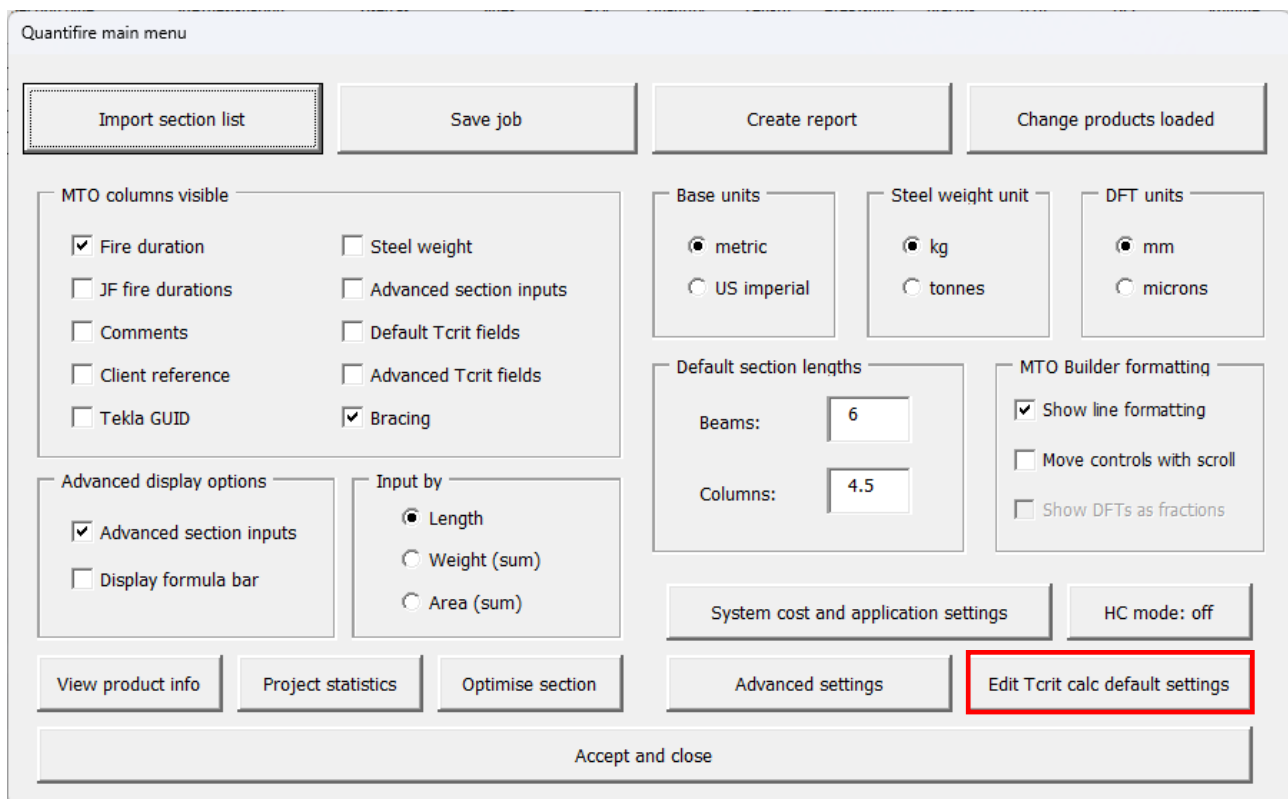 Quantifire main menu
Import section list
Save job
Create report
Change products loaded
MTO columns visible
Fire duration
JF fire durations
Comments
Client reference
Tekla GUID
Steel weight
Advanced section inputs
Default Tcrit fields
Advanced Tcrit fields
Bracing
Base units
metric
US imperial
Steel weight unit
kg
tonnes
DFT units
mm
microns
Default section lengths
Beams: 6
Columns: 4.5
MTO Builder formatting
Show line formatting
Move controls with scroll
Show DFTs as fractions
Advanced display options
Advanced section inputs
Display formula bar
Input by
Length
Weight (sum)
Area (sum)
System cost and application settings
HC mode: off
View product info
Project statistics
Optimise section
Advanced settings
Edit Tcrit calc default settings
Accept and close